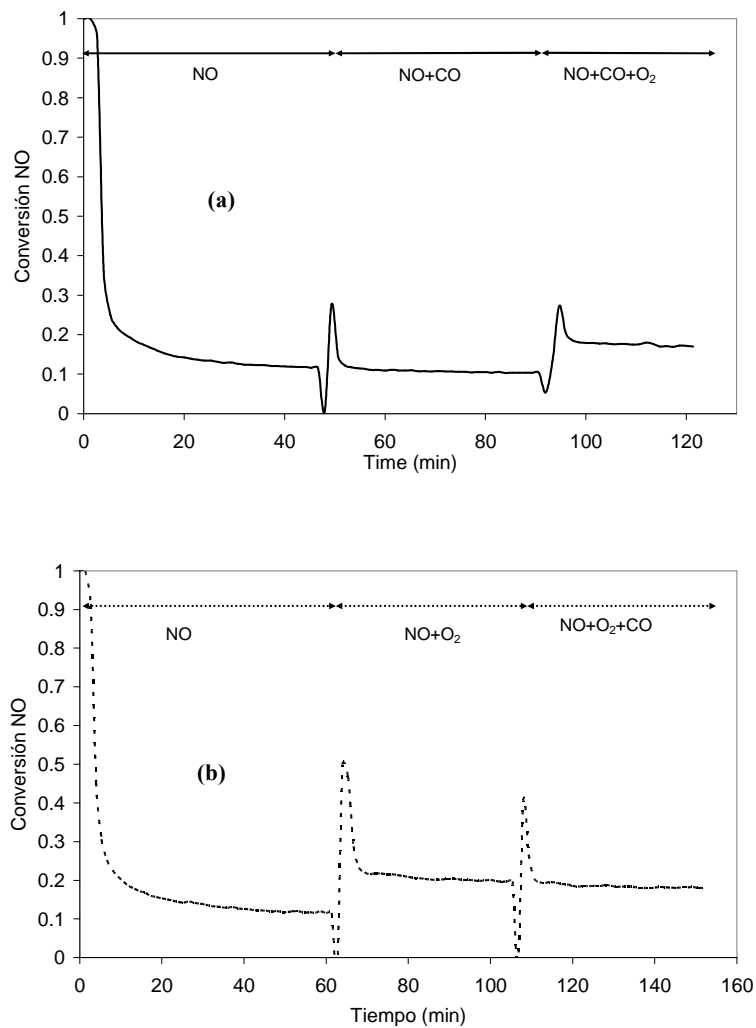 1
0.9
0.8
0.7
0.6
0.5
0.4
0.3
0.2
0.1
0
Conversión NO
NO
NO+CO
NO+CO+O2
(a)
0 20 40 60 80 100 120
Time (min)
1
0.9
0.8
0.7
0.6
0.5
0.4
0.3
0.2
0.1
0
Conversión NO
NO
NO+O2
NO+O2+CO
(b)
0 20 40 60 80 100 120 140 160
Tiempo (min)